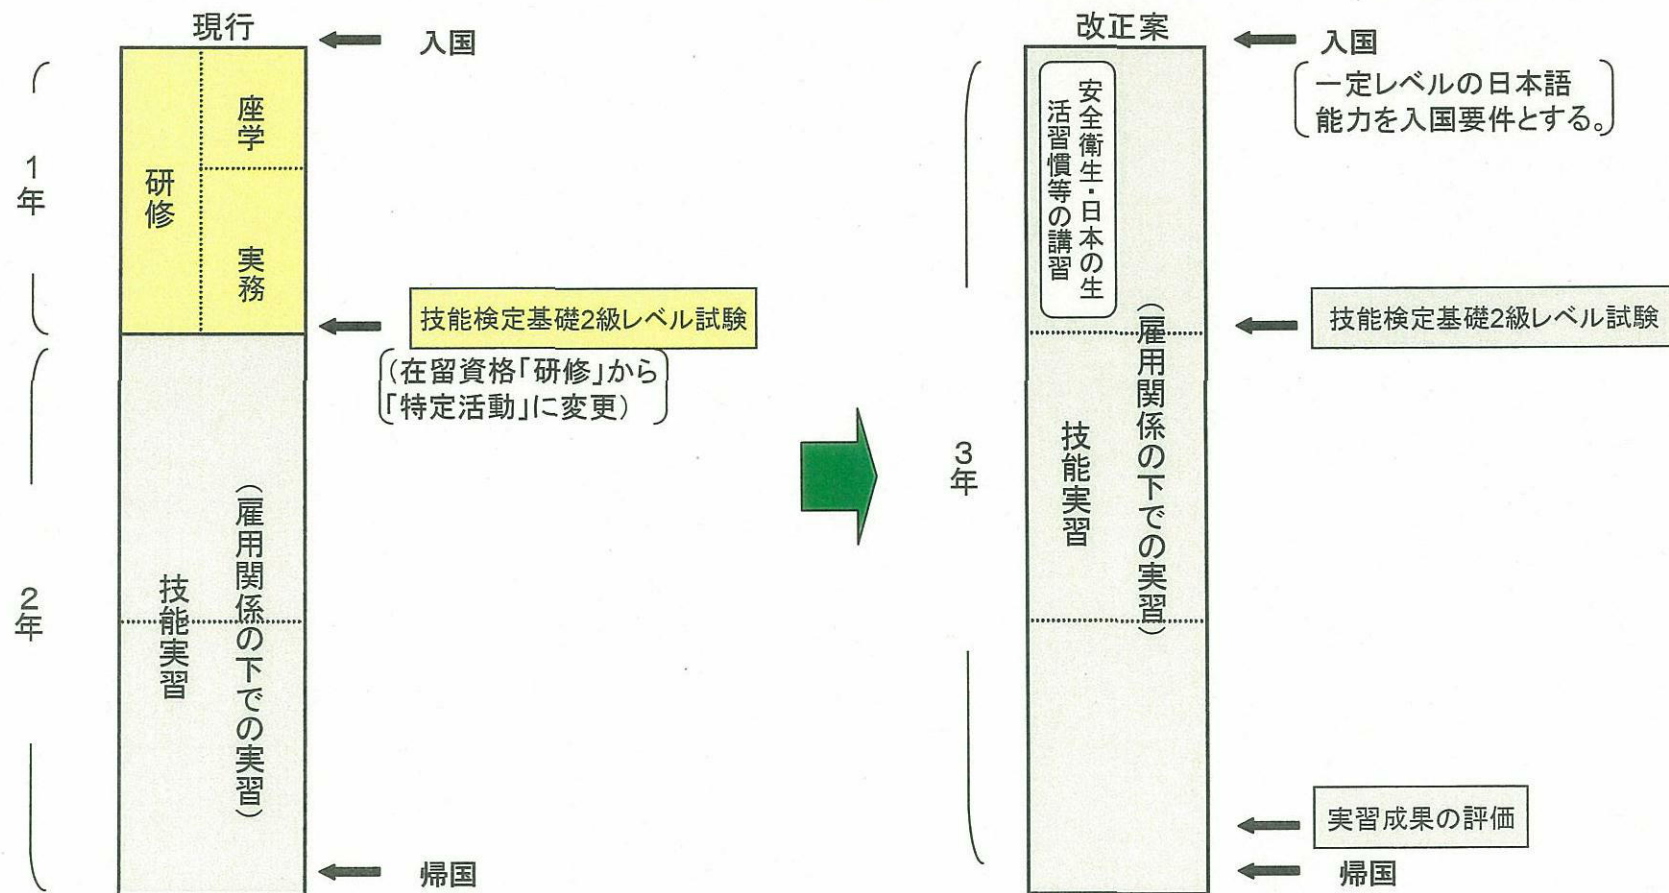 現行
入国
1年
研修
座学
実務
技能検定基礎2級レベル試験
(在留資格「研修」から
「特定活動」に変更)
2年
技能実習
(雇用関係の下での実習)
帰国
改正案
入国
一定レベルの日本語
能力を入国要件とする。
3年
安全衛生・日本の生
活習慣等の講習
技能検定基礎2級レベル試験
技能実習
(雇用関係の下での実習)
実習成果の評価
帰国